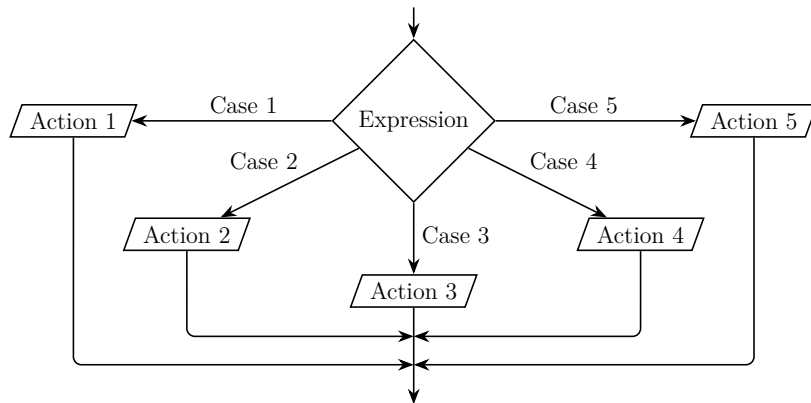 Case 1
Case 5
Action 1
Expression
Action 5
Case 2
Case 4
Action 2
Case 3
Action 4
Action 3